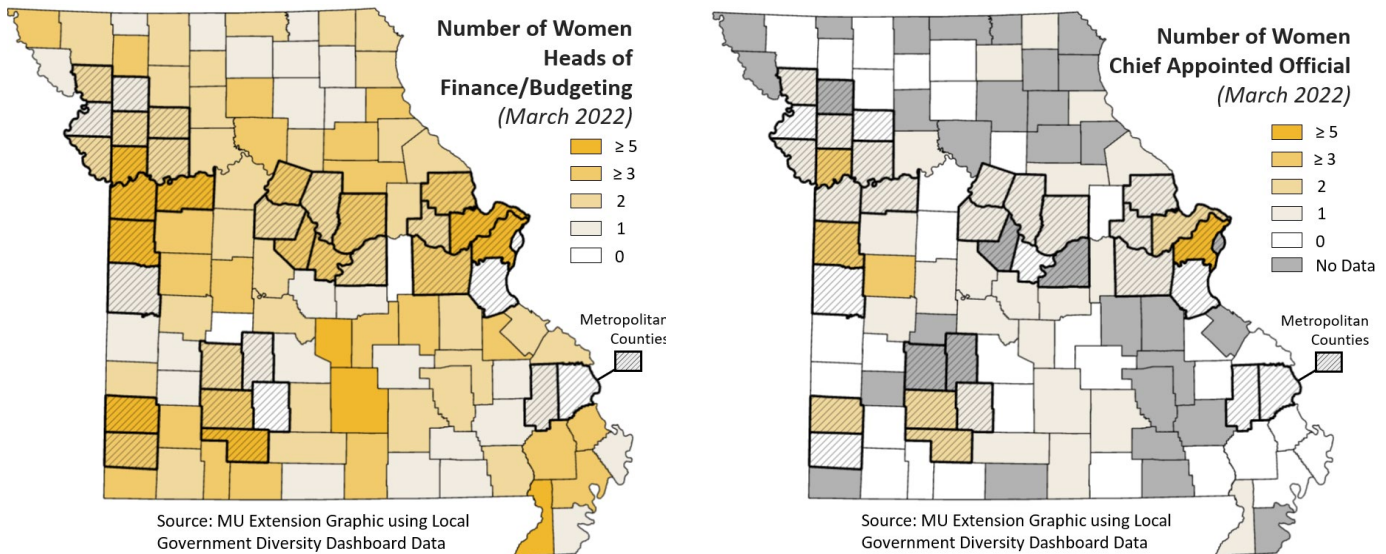 Number of Women
Heads of
Finance/Budgeting
(March 2022)
≥ 5
≥ 3
2
1
0
Metropolitan
Counties
Source: MU Extension Graphic using Local
Government Diversity Dashboard Data
Number of Women
Chief Appointed Official
(March 2022)
≥ 5
≥ 3
2
1
0
No Data
Metropolitan
Counties
Source: MU Extension Graphic using Local
Government Diversity Dashboard Data